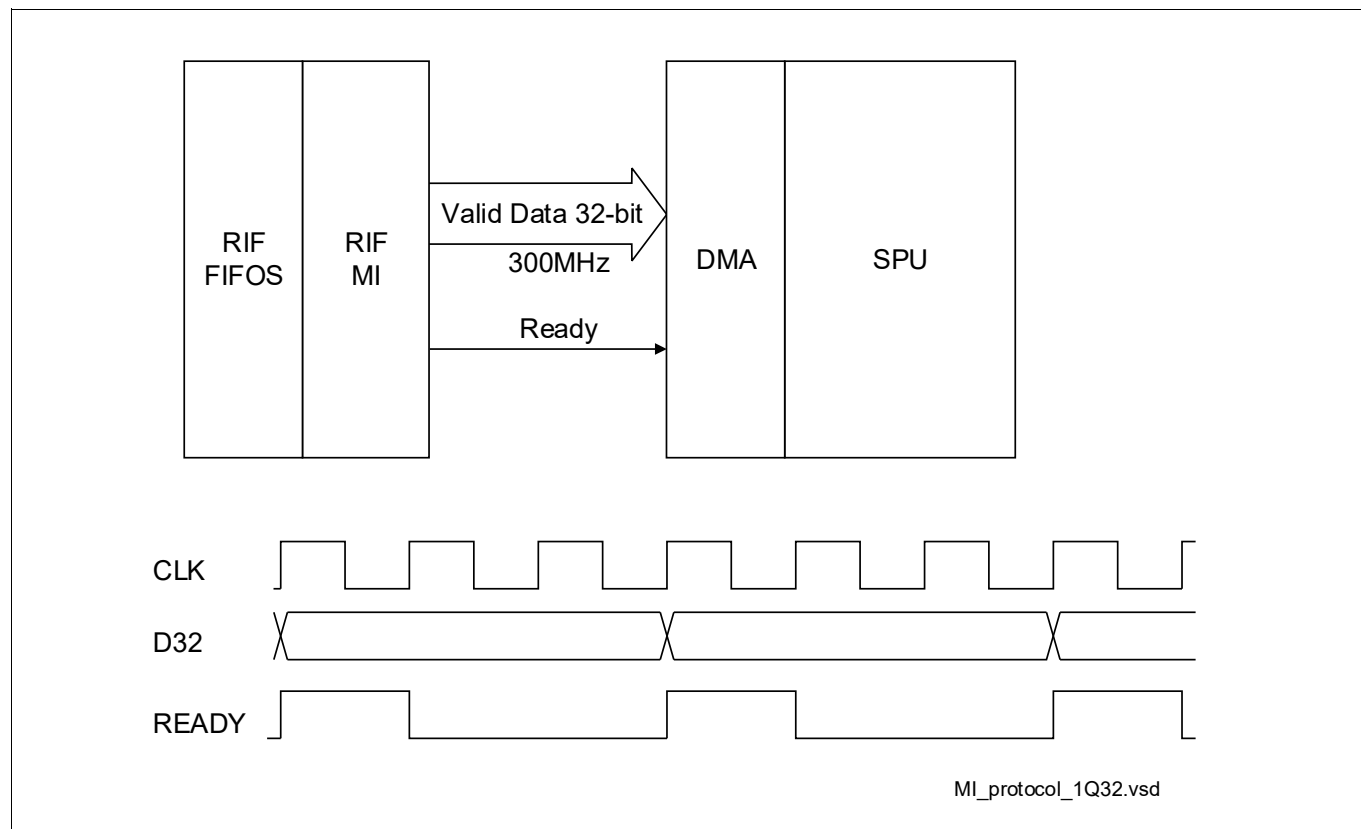 RIF
FIFOS
RIF
MI
Valid Data 32-bit
300MHz
Ready
DMA
SPU
CLK
D32
READY
MI_protocol_1Q32.vsd